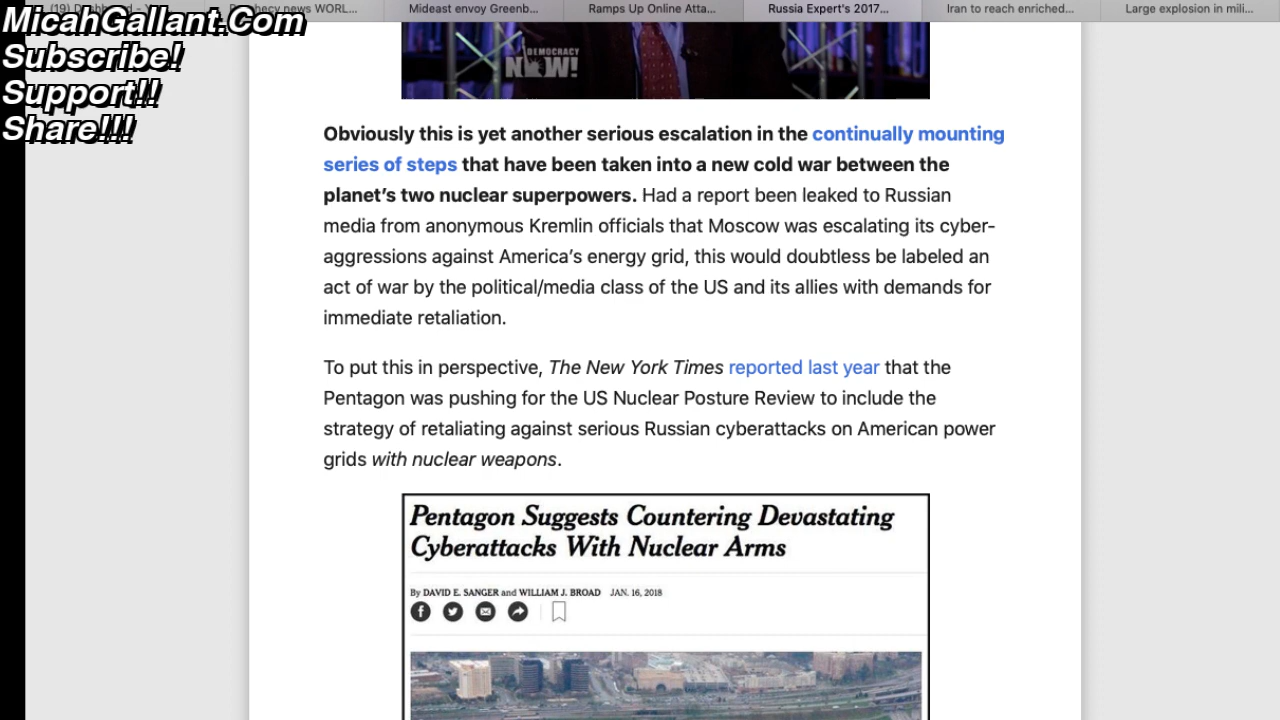 (19) Dashboard - Y...
Prophecy news WORL...
Mideast envoy Greenb...
Ramps Up Online Atta...
Russia Expert's 2017...
Iran to reach enriched...
Large explosion in mili...
MicahGallant.Com
Subscribe!
Support!!
Share!!!
DEMOCRACY
NOW!
Obviously this is yet another serious escalation in the continually mounting
series of steps that have been taken into a new cold war between the
planet's two nuclear superpowers. Had a report been leaked to Russian
media from anonymous Kremlin officials that Moscow was escalating its cyber-
aggressions against America's energy grid, this would doubtless be labeled an
act of war by the political/media class of the US and its allies with demands for
immediate retaliation.
To put this in perspective, The New York Times reported last year that the
Pentagon was pushing for the US Nuclear Posture Review to include the
strategy of retaliating against serious Russian cyberattacks on American power
grids with nuclear weapons.
Pentagon Suggests Countering Devastating
Cyberattacks With Nuclear Arms
By DAVID E. SANGER and WILLIAM J. BROAD JAN. 16, 2018